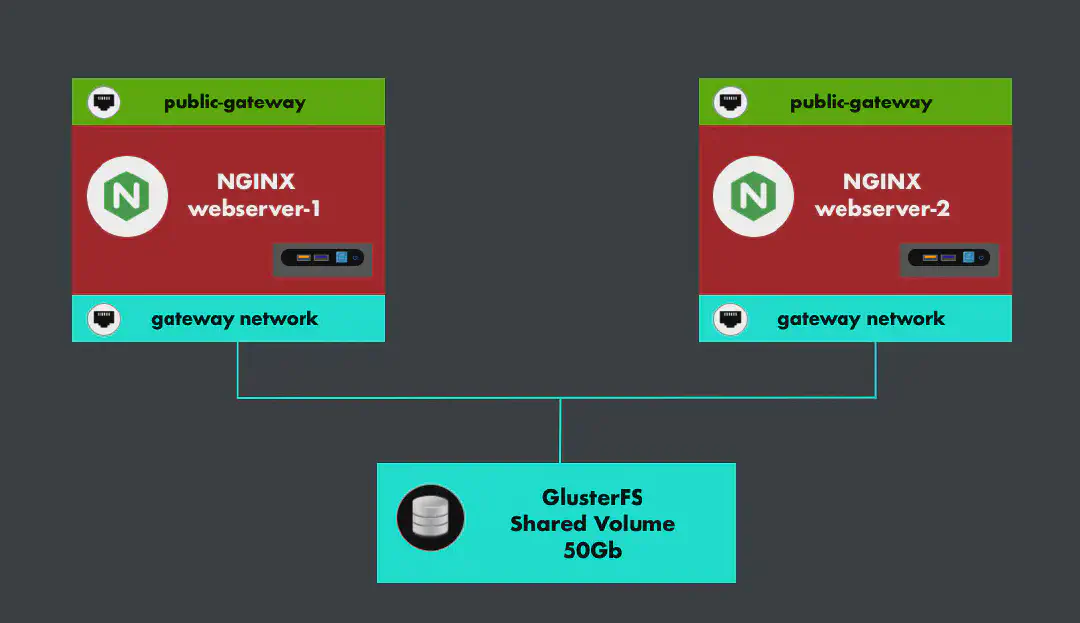 public-gateway
NGINX
webserver-1
gateway network
public-gateway
NGINX
webserver-2
gateway network
GlusterFS
Shared Volume
50Gb